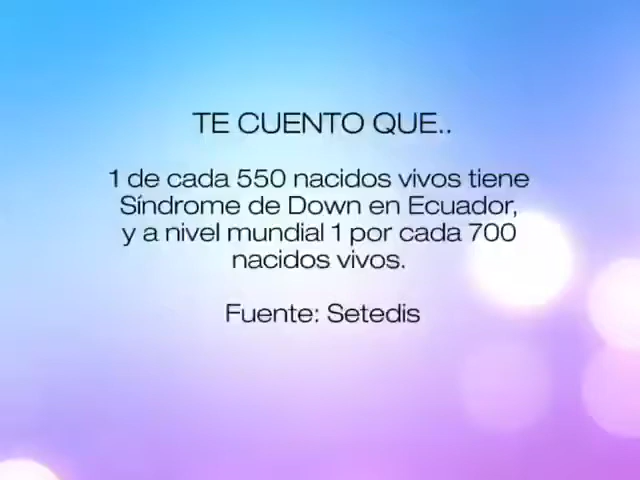 TE CUENTO QUE..
1 de cada 550 nacidos vivos tiene
Síndrome de Down en Ecuador,
y a nivel mundial 1 por cada 700
nacidos vivos.
Fuente: Setedis